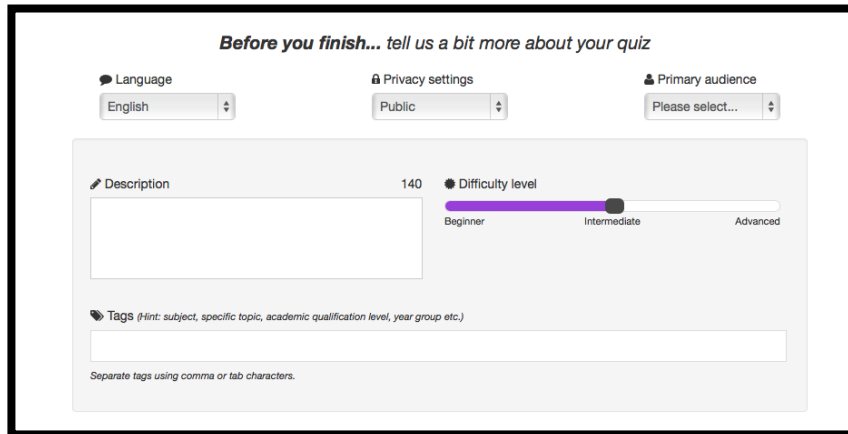 Before you finish... tell us a bit more about your quiz
Language Privacy settings Primary audience
English Public Please select...
Description 140 Difficulty level
Beginner Intermediate Advanced
Tags (Hint: subject, specific topic, academic qualification level, year group etc.)
Separate tags using comma or tab characters.